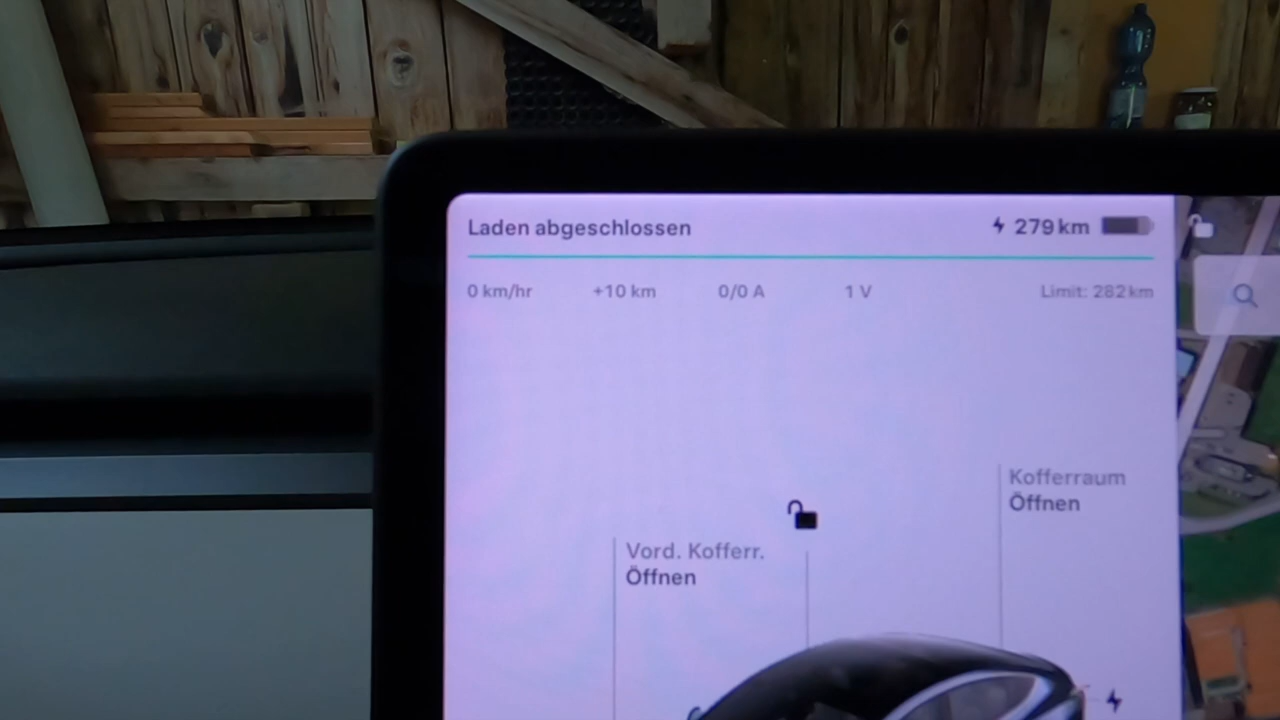 Laden abgeschlossen
279 km
0 km/hr
+10 km
0/0 A
1 V
Limit: 282 km
Kofferraum
Öffnen
Vord. Kofferr.
Öffnen